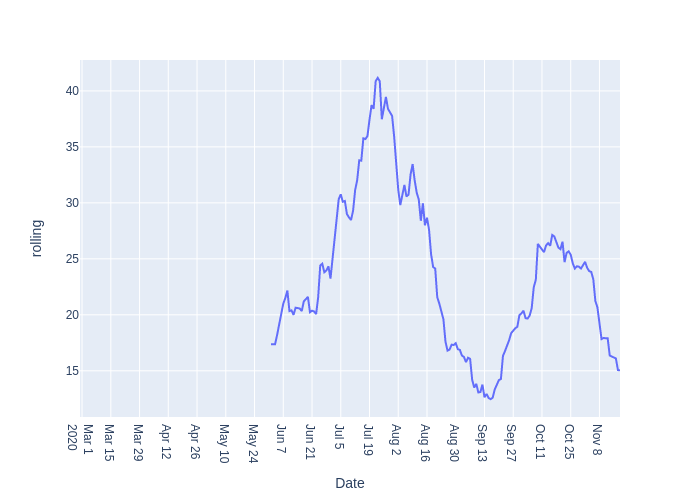 40
35
30
25
20
15
rolling
Mar 1
2020
Mar 15
Mar 29
Apr 12
Apr 26
May 10
May 24
Jun 7
Jun 21
Jul 5
Jul 19
Aug 2
Aug 16
Aug 30
Sep 13
Sep 27
Oct 11
Oct 25
Nov 8
Date